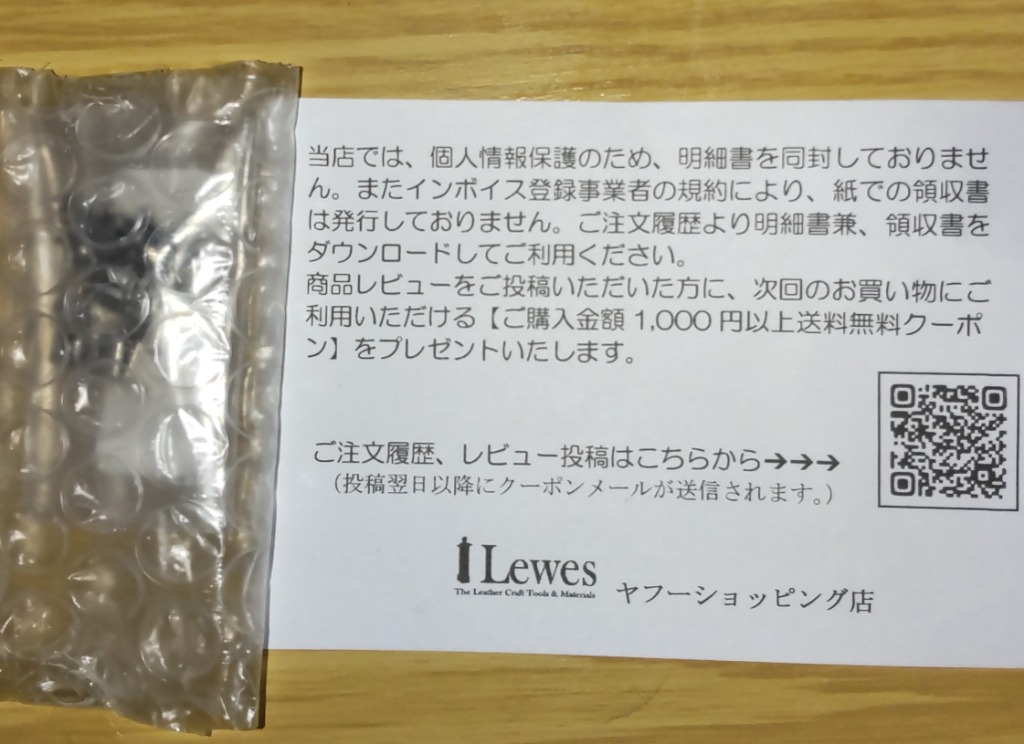 当店では、個人情報保護のため、明細書を同封しておりませ
ん。またインボイス登録事業者の規約により、紙での領収書
は発行しておりません。ご注文履歴より明細書兼、領収書を
ダウンロードしてご利用ください。
商品レビューをご投稿いただいた方に、次回のお買い物にご
利用いただける【ご購入金額 1,000 円以上送料無料クーポ
ン】をプレゼントいたします。
ご注文履歴、レビュー投稿はこちらから→→→
（投稿翌日以降にクーポンメールが送信されます。）
Lewes
The Leather Craft Tools & Materials
ヤフーショッピング店